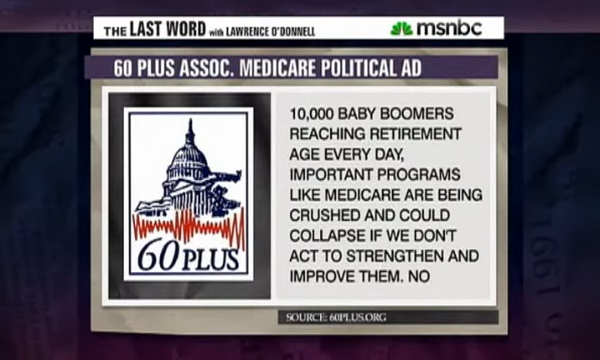 THE LAST WORD with LAWRENCE O'DONNELL
msnbc
60 PLUS ASSOC. MEDICARE POLITICAL AD
60 PLUS
10,000 BABY BOOMERS
REACHING RETIREMENT
AGE EVERY DAY,
IMPORTANT PROGRAMS
LIKE MEDICARE ARE BEING
CRUSHED AND COULD
COLLAPSE IF WE DON'T
ACT TO STRENGTHEN AND
IMPROVE THEM. NO
SOURCE: 60PLUS.ORG